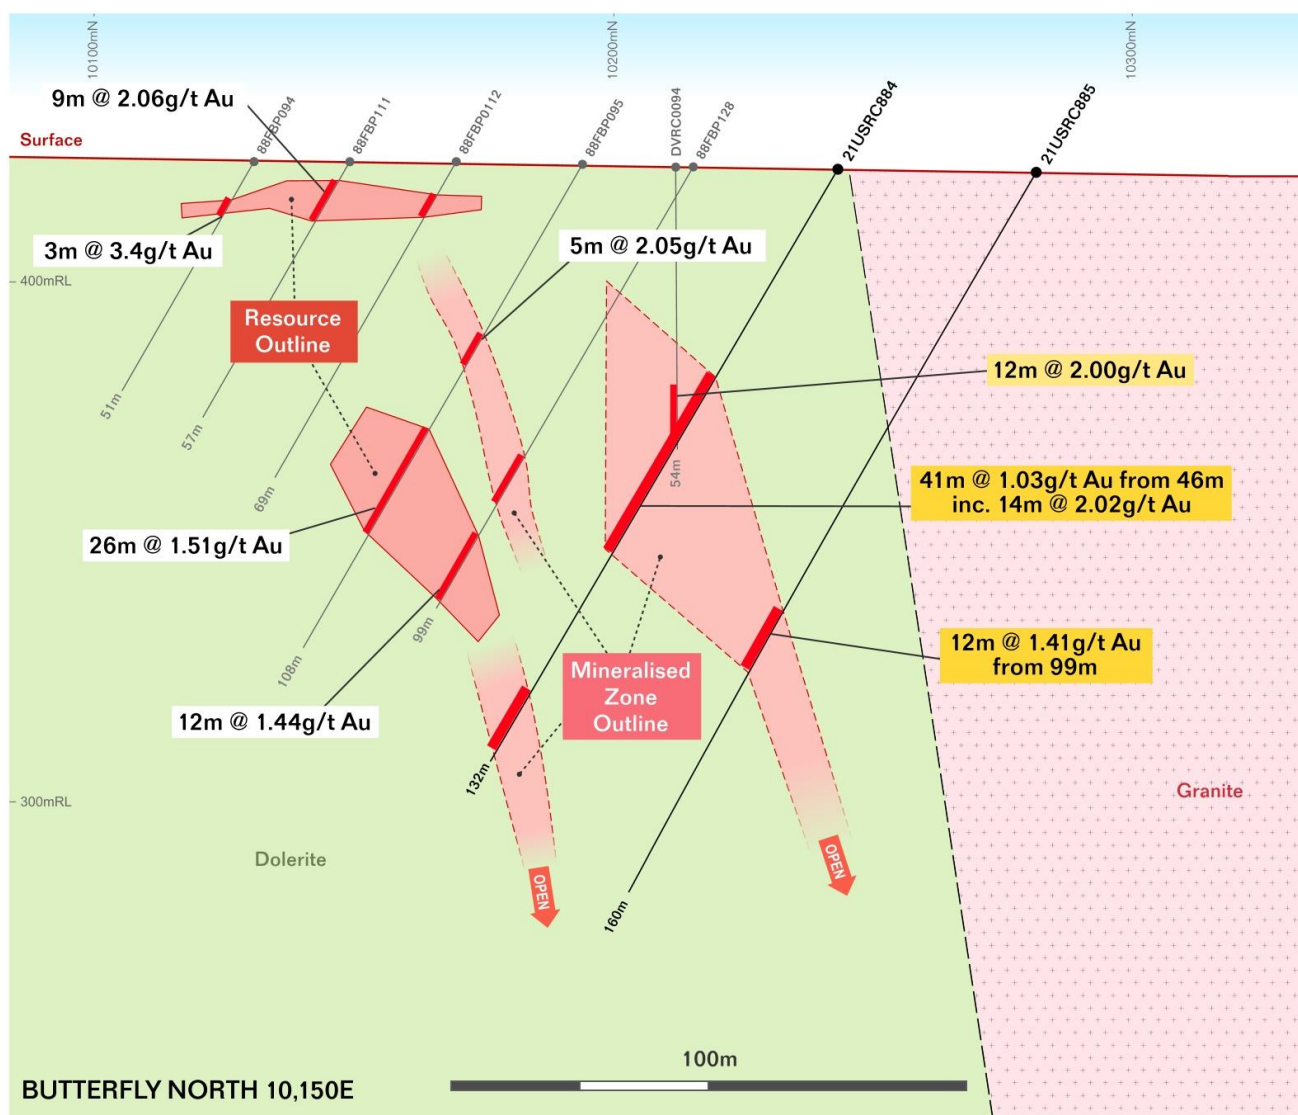 10100mN
10200mN
10300mN
9m @ 2.06g/t Au
88FBP094
88FBP111
88FBP0112
88FBP095
DVRC0094
88FBP128
21USRC884
21USRC885
Surface
3m @ 3.4g/t Au
5m @ 2.05g/t Au
400mRL
Resource
Outline
12m @ 2.00g/t Au
51m
57m
69m
54m
41m @ 1.03g/t Au from 46m
inc. 14m @ 2.02g/t Au
26m @ 1.51g/t Au
99m
108m
12m @ 1.41g/t Au
from 99m
Mineralised
Zone
Outline
12m @ 1.44g/t Au
132m
300mRL
Granite
Dolerite
OPEN
OPEN
160m
100m
BUTTERFLY NORTH 10,150E